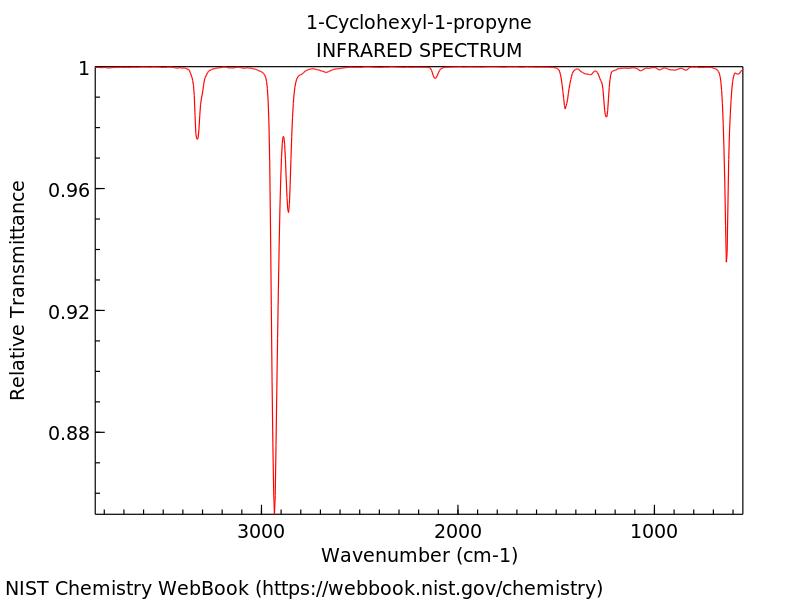 1-Cyclohexyl-1-propyne
INFRARED SPECTRUM
1
0.96
0.92
0.88
Relative Transmittance
3000 2000 1000
Wavenumber (cm-1)
NIST Chemistry WebBook (https://webbook.nist.gov/chemistry)